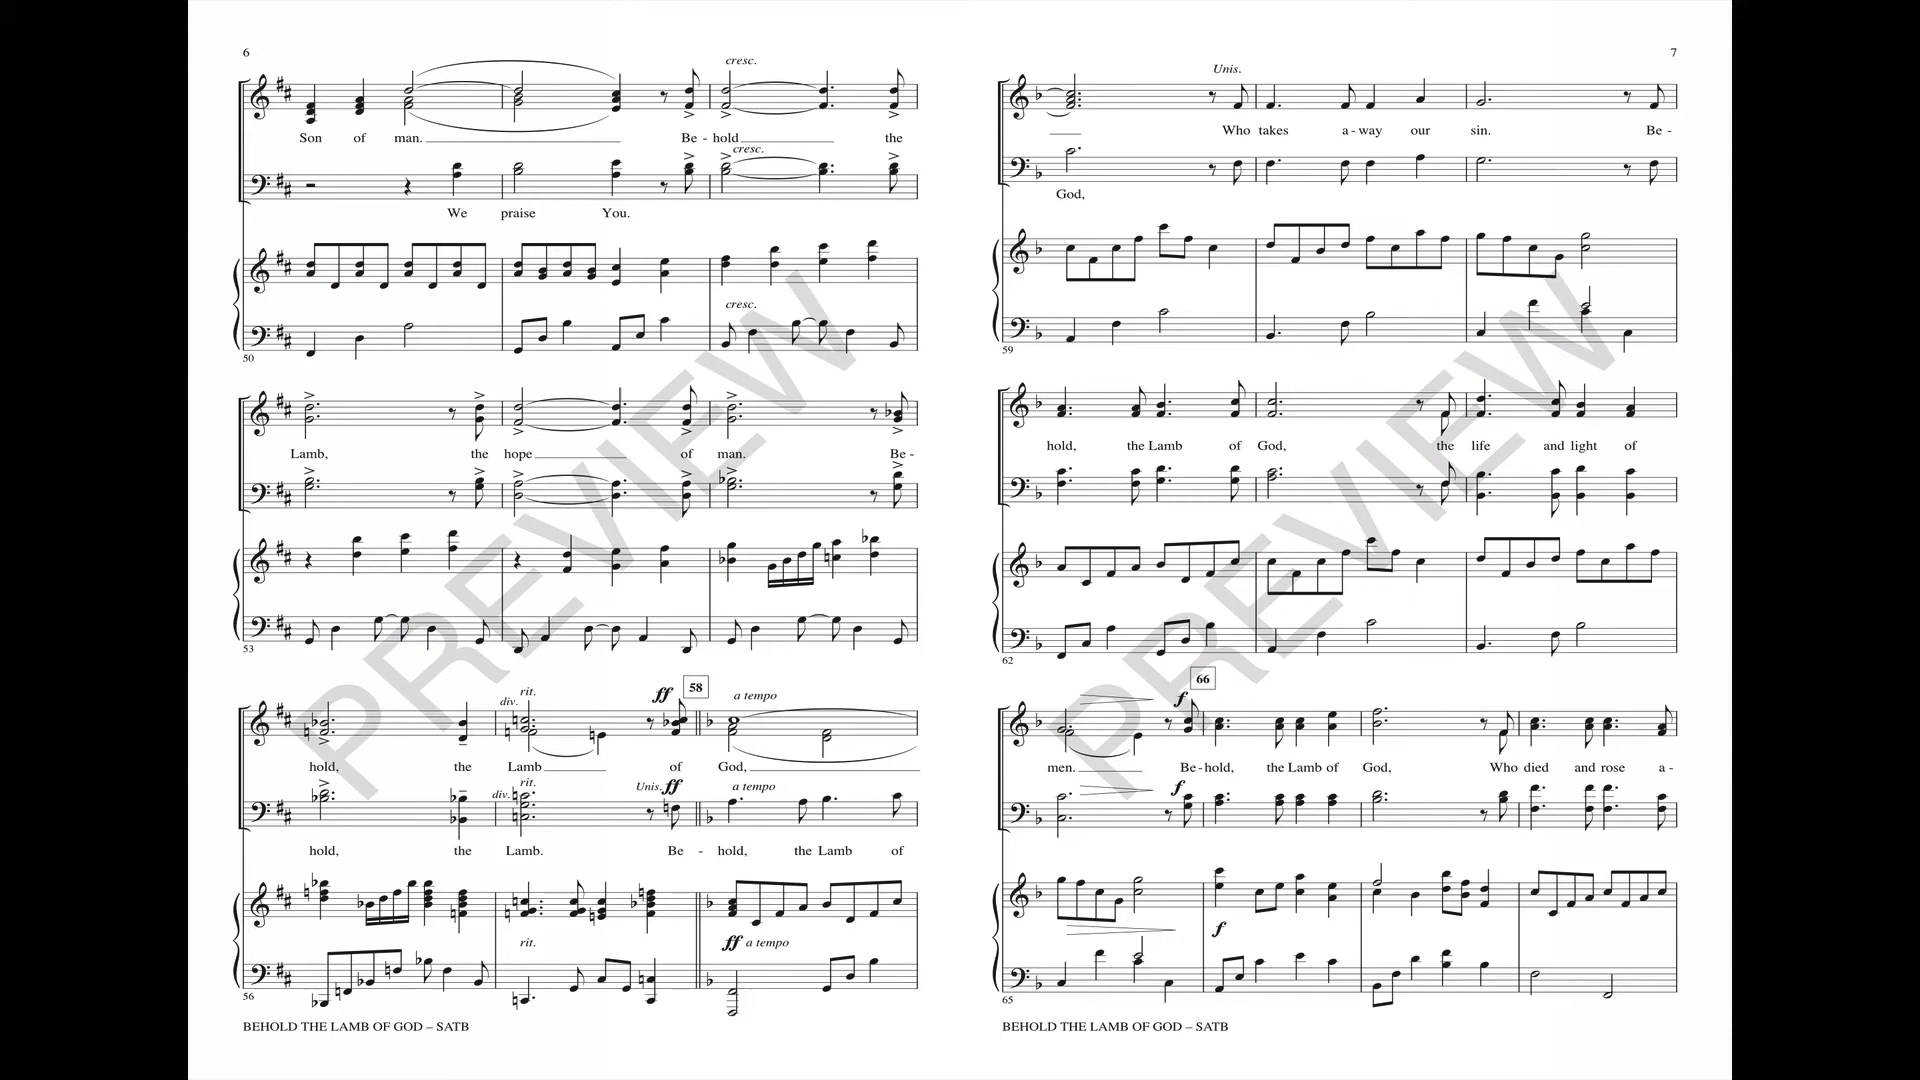 6
cresc.
Son of man. Be - hold the
cresc.
We praise You.
cresc.
50
Lamb, the hope of man. Be -
53
rit.
div.
ff 58 a tempo
hold, the Lamb of God,
rit.
div. Unis. ff a tempo
hold, the Lamb. Be - hold, the Lamb of
rit. ff a tempo
56
BEHOLD THE LAMB OF GOD – SATB
7
Unis.
Who takes a - way our sin. Be -
God,
59
hold, the Lamb of God, the life and light of
62
f 66
men. Be - hold, the Lamb of God, Who died and rose a -
f
f
65
BEHOLD THE LAMB OF GOD – SATB
PREVIEW
PREVIEW